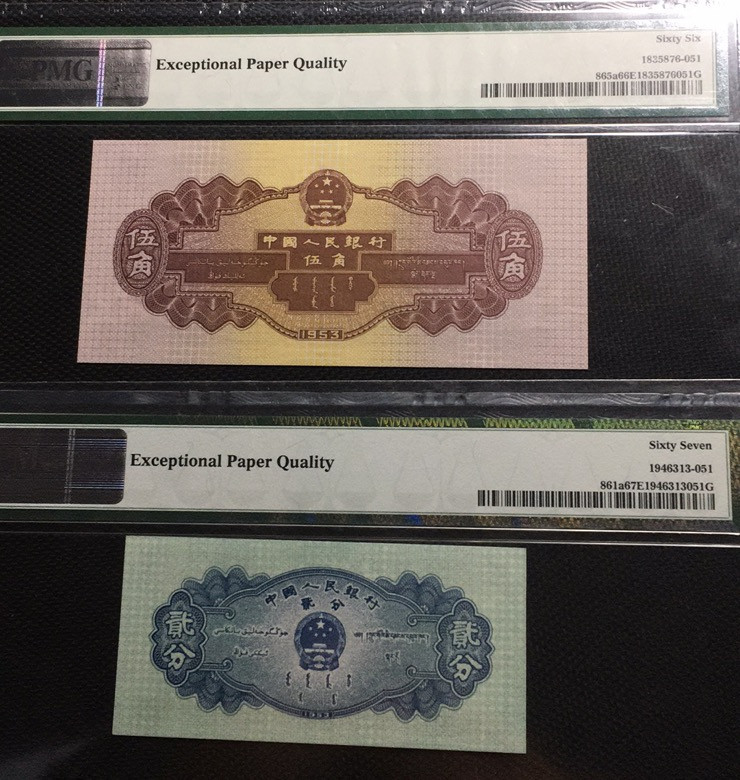 PMG
Exceptional Paper Quality
Sixty Six
1835876-051
865a66E1835876051G
中國人民銀行
伍角
伍角
伍角
1953
Exceptional Paper Quality
Sixty Seven
1946313-051
861a67E1946313051G
中國人民銀行
貳分
貳分
貳分
1953